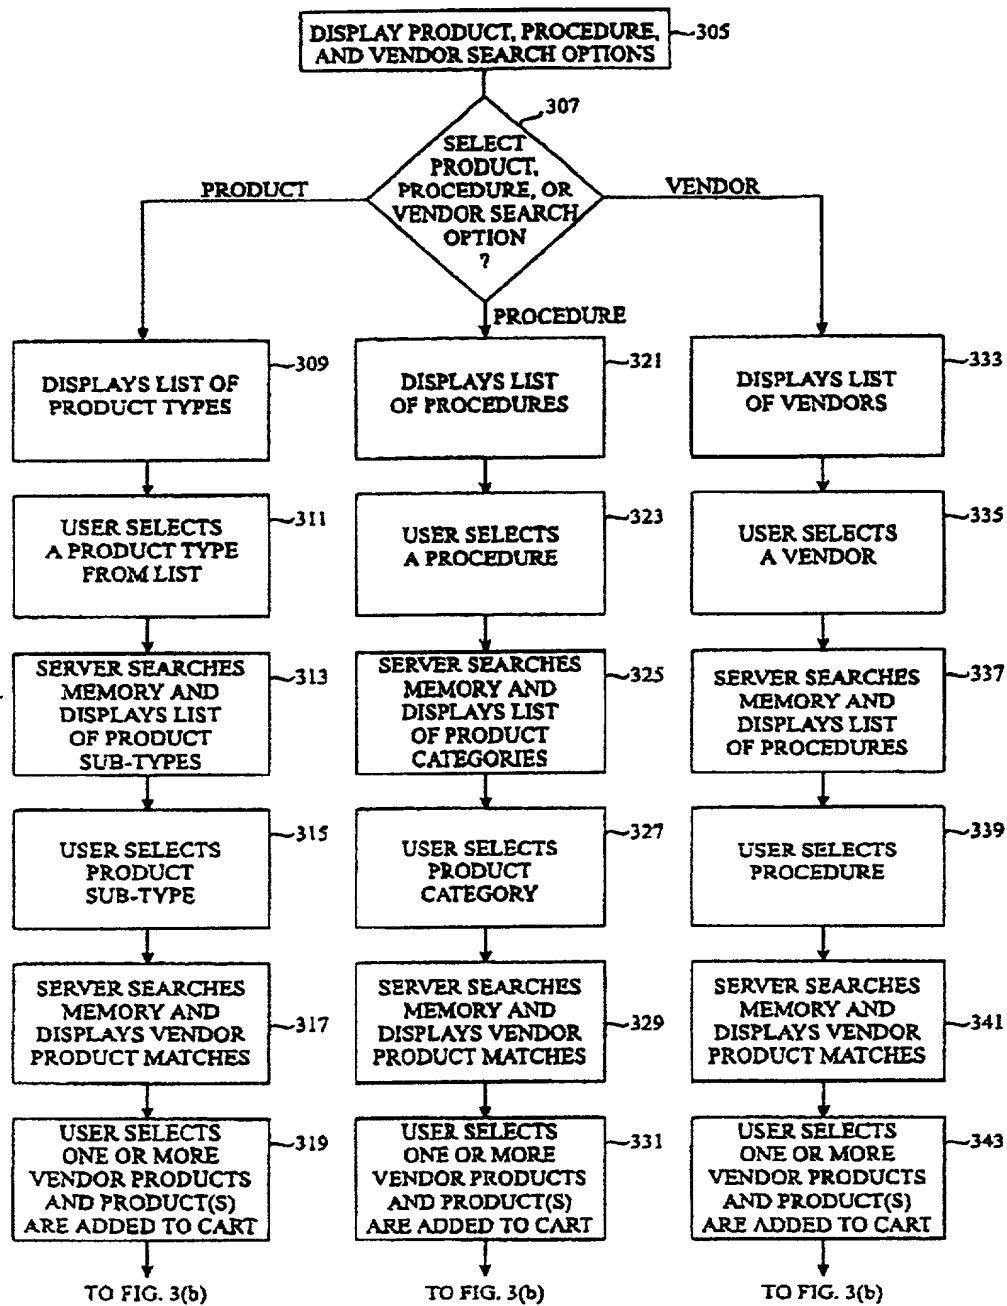 DISPLAY PRODUCT, PROCEDURE,
AND VENDOR SEARCH OPTIONS
305
307
SELECT
PRODUCT,
PROCEDURE, OR
VENDOR SEARCH
OPTION
?
PRODUCT
VENDOR
PROCEDURE
DISPLAYS LIST OF
PRODUCT TYPES
309
DISPLAYS LIST
OF PROCEDURES
321
DISPLAYS LIST
OF VENDORS
333
USER SELECTS
A PRODUCT TYPE
FROM LIST
311
USER SELECTS
A PROCEDURE
323
USER SELECTS
A VENDOR
335
SERVER SEARCHES
MEMORY AND
DISPLAYS LIST
OF PRODUCT
SUB-TYPES
313
SERVER SEARCHES
MEMORY AND
DISPLAYS LIST
OF PRODUCT
CATEGORIES
325
SERVER SEARCHES
MEMORY AND
DISPLAYS LIST
OF PROCEDURES
337
USER SELECTS
PRODUCT
SUB-TYPE
315
USER SELECTS
PRODUCT
CATEGORY
327
USER SELECTS
PROCEDURE
339
SERVER SEARCHES
MEMORY AND
DISPLAYS VENDOR
PRODUCT MATCHES
317
SERVER SEARCHES
MEMORY AND
DISPLAYS VENDOR
PRODUCT MATCHES
329
SERVER SEARCHES
MEMORY AND
DISPLAYS VENDOR
PRODUCT MATCHES
341
USER SELECTS
ONE OR MORE
VENDOR PRODUCTS
AND PRODUCT(S)
ARE ADDED TO CART
319
USER SELECTS
ONE OR MORE
VENDOR PRODUCTS
AND PRODUCT(S)
ARE ADDED TO CART
331
USER SELECTS
ONE OR MORE
VENDOR PRODUCTS
AND PRODUCT(S)
ARE ADDED TO CART
343
TO FIG. 3(b)
TO FIG. 3(b)
TO FIG. 3(b)